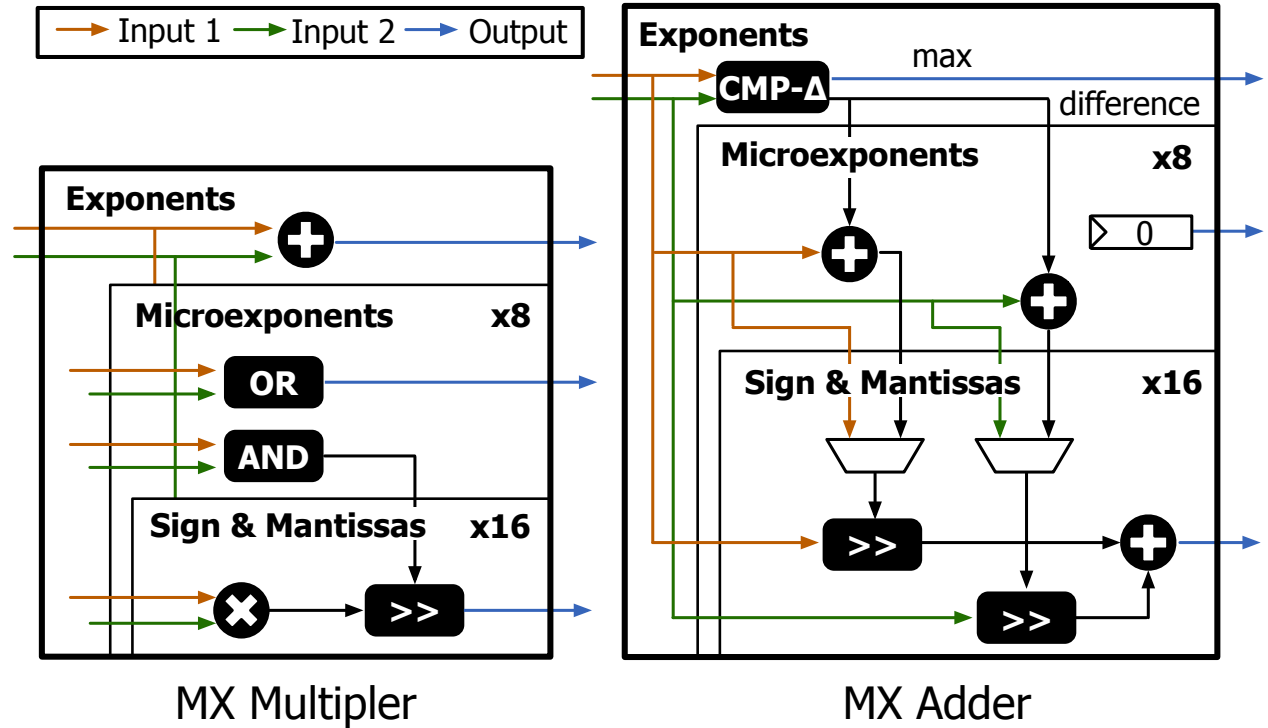 Input 1
Input 2
Output
Exponents
Microexponents
x8
OR
AND
Sign & Mantissas
x16
>>
MX Multipler
Exponents
CMP-Δ
max
difference
Microexponents
x8
0
Sign & Mantissas
x16
>>
>>
MX Adder